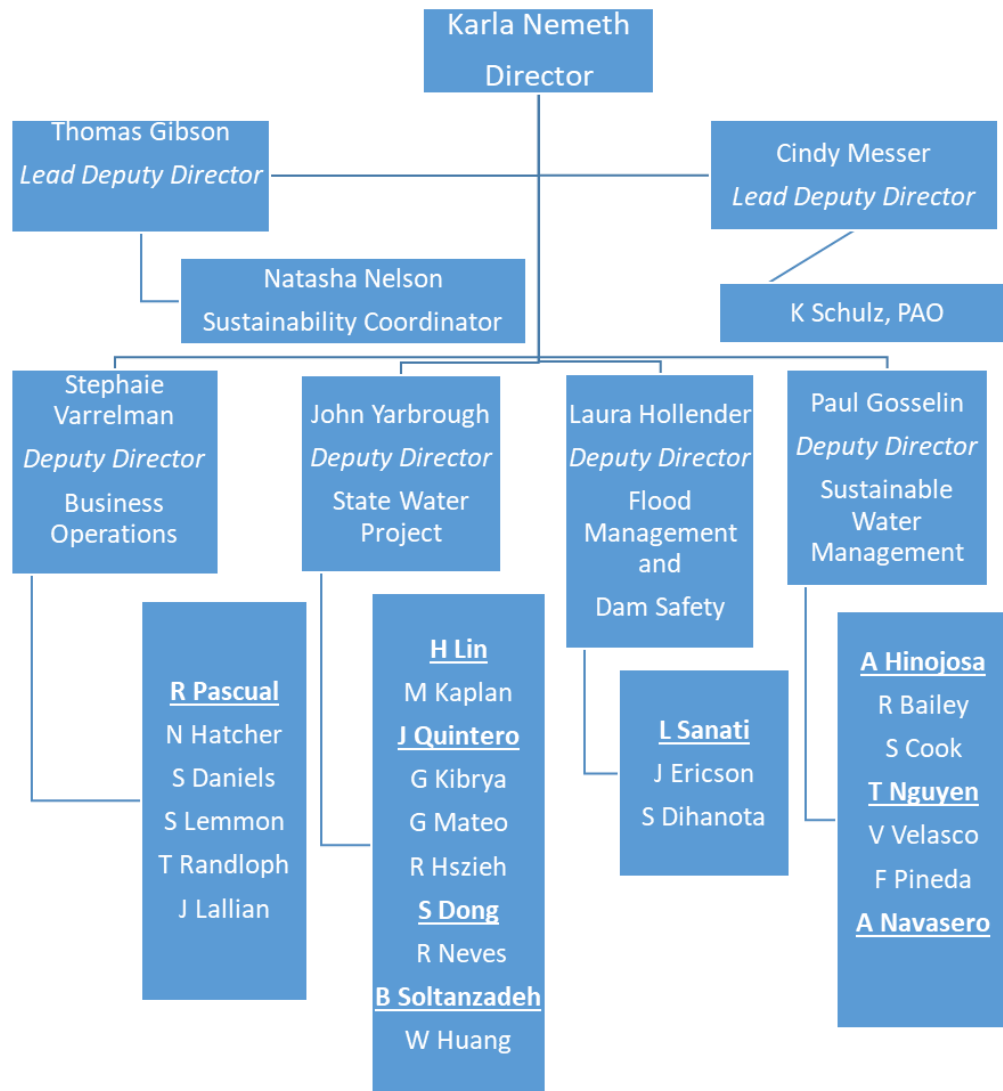 Karla Nemeth
Director
Thomas Gibson
Lead Deputy Director
Cindy Messer
Lead Deputy Director
Natasha Nelson
Sustainability Coordinator
K Schulz, PAO
Stephaie
Varrelman
Deputy Director
Business
Operations
John Yarbrough
Deputy Director
State Water
Project
Laura Hollender
Deputy Director
Flood
Management
and
Dam Safety
Paul Gosselin
Deputy Director
Sustainable
Water
Management
R Pascual
N Hatcher
S Daniels
S Lemmon
T Randloph
J Lallian
H Lin
M Kaplan
J Quintero
G Kibrya
G Mateo
R Hszieh
S Dong
R Neves
B Soltanzadeh
W Huang
L Sanati
J Ericson
S Dihanota
A Hinojosa
R Bailey
S Cook
T Nguyen
V Velasco
F Pineda
A Navasero